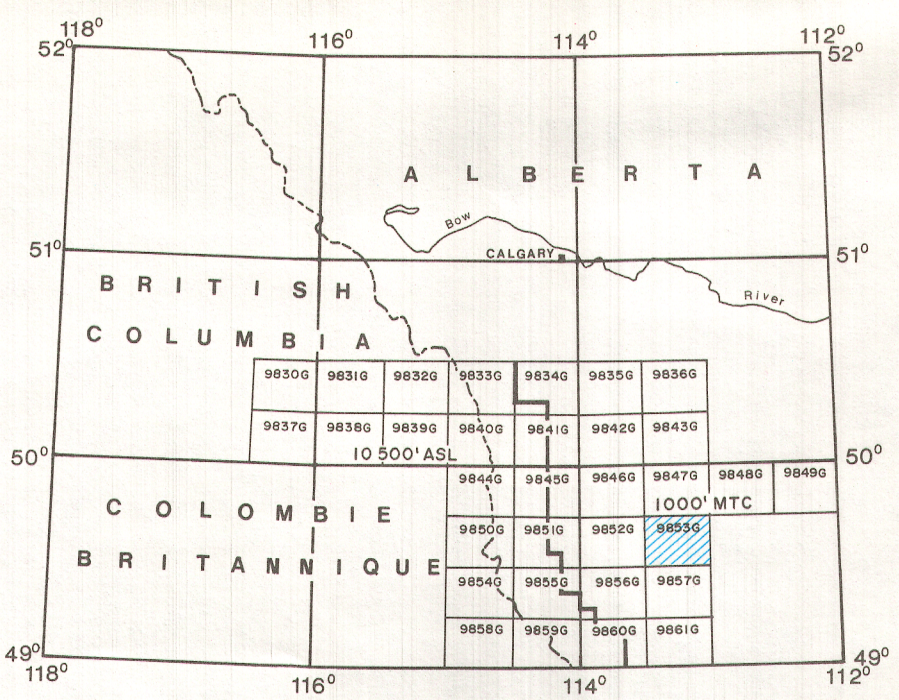 118° 116° 114° 112°
52° 52°
A L B E R T A
Bow
CALGARY
51° 51°
B R I T I S H
River
C O L U M B I A
9830G 9831G 9832G 9833G 9834G 9835G 9836G
9837G 9838G 9839G 9840G 9841G 9842G 9843G
10 500' ASL
50° 50°
9844G 9845G 9846G 9847G 9848G 9849G
1000' MTC
C O L O M B I E
9850G 9851G 9852G 9853G
B R I T A N N I Q U E
9854G 9855G 9856G 9857G
9858G 9859G 9860G 9861G
49° 49°
118° 116° 114° 112°